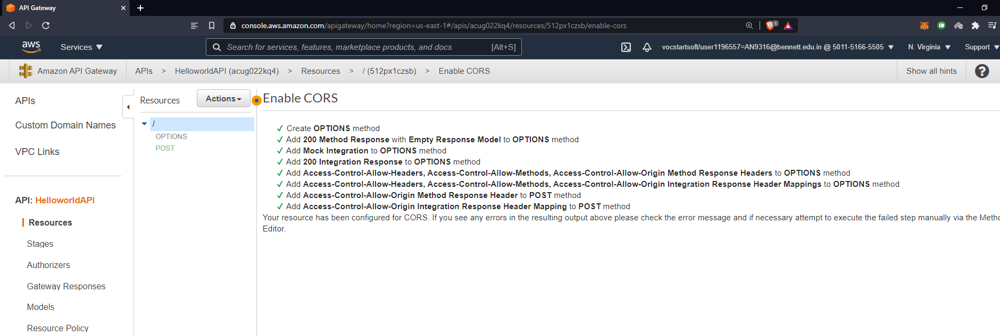 API Gateway
console.aws.amazon.com/apigateway/home?region=us-east-1#/apis/acug022kq4/resources/512px1czsb/enable-cors
1
aws Services Search for services, features, marketplace products, and docs [Alt+S] vocstartsoft/user1196557=AN9316@bennett.edu.in @ 5011-5166-5505 N. Virginia Support
Amazon API Gateway APIs > HelloworldAPI (acug022kq4) > Resources > / (512px1czsb) > Enable CORS Show all hints ?
APIs
Custom Domain Names
VPC Links
API: HelloworldAPI
Resources
Stages
Authorizers
Gateway Responses
Models
Resource Policy
Resources Actions
/
OPTIONS
POST
Enable CORS
✓ Create OPTIONS method
✓ Add 200 Method Response with Empty Response Model to OPTIONS method
✓ Add Mock Integration to OPTIONS method
✓ Add 200 Integration Response to OPTIONS method
✓ Add Access-Control-Allow-Headers, Access-Control-Allow-Methods, Access-Control-Allow-Origin Method Response Headers to OPTIONS method
✓ Add Access-Control-Allow-Headers, Access-Control-Allow-Methods, Access-Control-Allow-Origin Integration Response Header Mappings to OPTIONS method
✓ Add Access-Control-Allow-Origin Method Response Header to POST method
✓ Add Access-Control-Allow-Origin Integration Response Header Mapping to POST method
Your resource has been configured for CORS. If you see any errors in the resulting output above please check the error message and if necessary attempt to execute the failed step manually via the Meth
Editor.